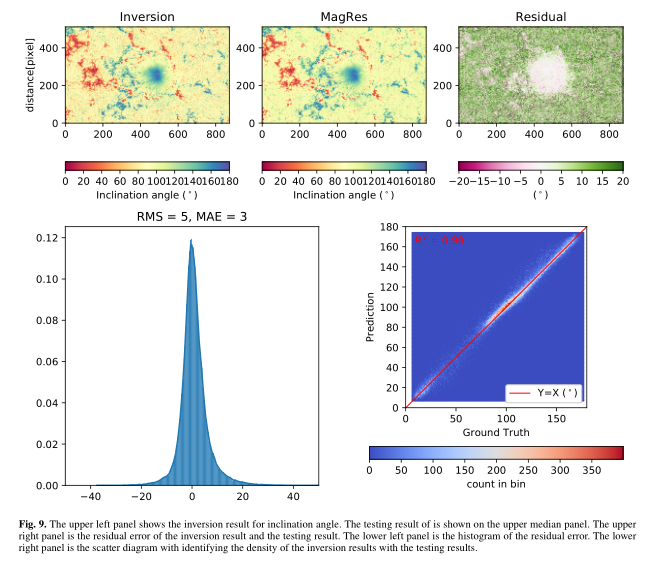 Inversion
MagRes
Residual
distance[pixel]
400
200
0
0 200 400 600 800
400
200
0
0 200 400 600 800
400
200
0
0 200 400 600 800
0 20 40 60 80 100120140160180
Inclination angle (°)
0 20 40 60 80 100120140160180
Inclination angle (°)
−20−15−10 −5 0 5 10 15 20
(°)
RMS = 5, MAE = 3
0.12
0.10
0.08
0.06
0.04
0.02
0.00
−40 −20 0 20 40
180
160
140
120
100
80
60
40
20
0
Prediction
Y=X (°)
0 50 100 150
Ground Truth
0 50 100 150 200 250 300 350
count in bin
Fig. 9. The upper left panel shows the inversion result for inclination angle. The testing result of is shown on the upper median panel. The upper
right panel is the residual error of the inversion result and the testing result. The lower left panel is the histogram of the residual error. The lower
right panel is the scatter diagram with identifying the density of the inversion results with the testing results.